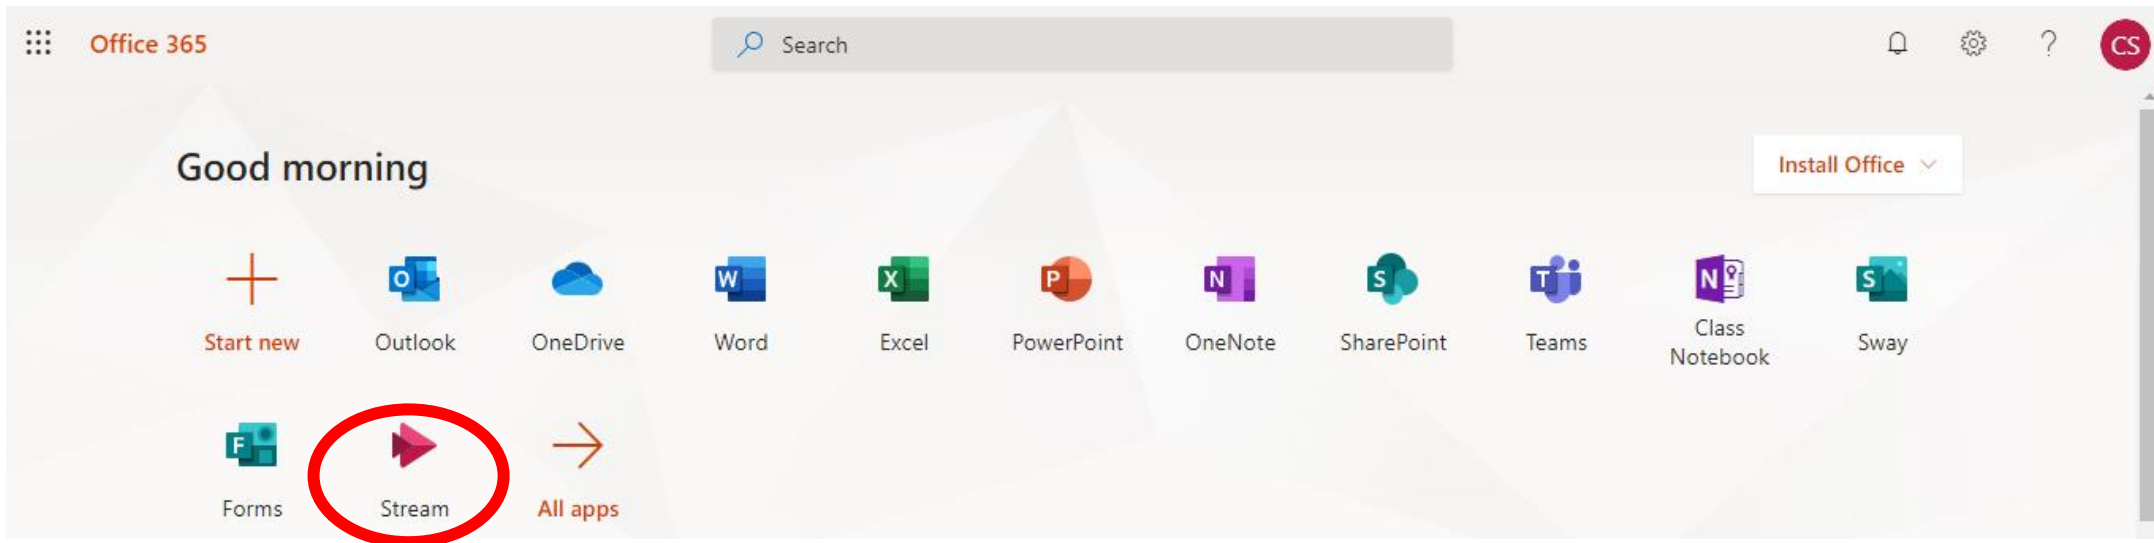 Office 365
Search
?
CS
Good morning
Install Office
Start new
O
Outlook
OneDrive
W
Word
X
Excel
P
PowerPoint
N
OneNote
S
SharePoint
T
Teams
N
Class
Notebook
S
Sway
F
Forms
Stream
All apps